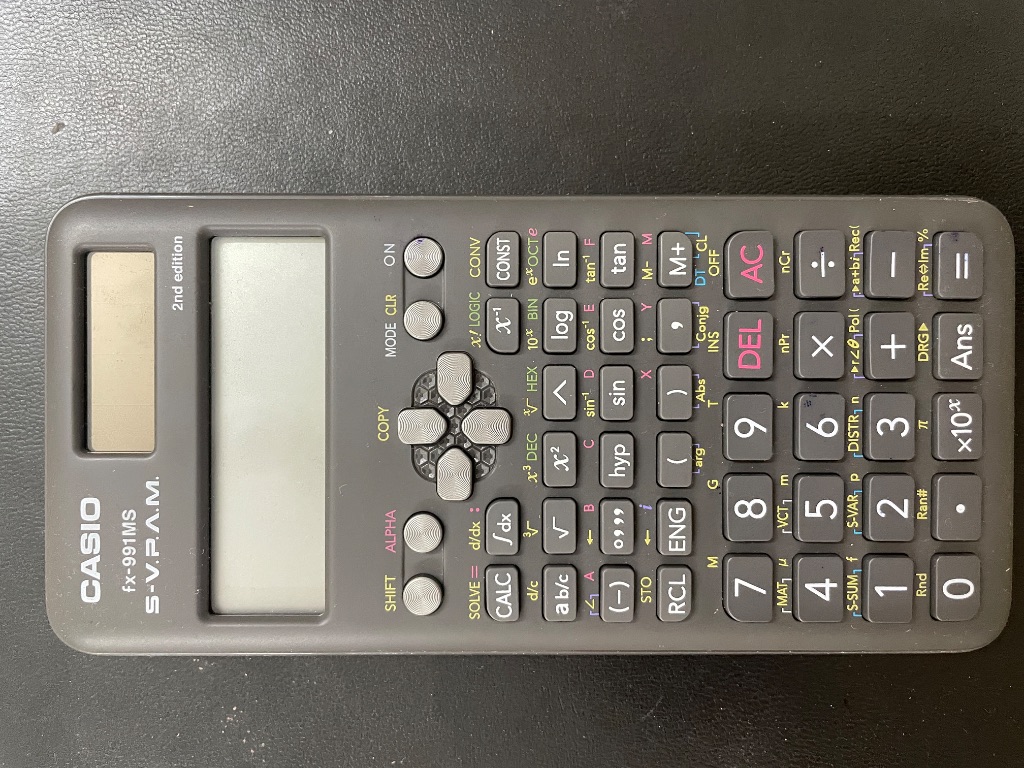 CASIO
fx-991MS
2nd edition
S-V.P.A.M.
SHIFT ALPHA COPY MODE CLR ON
SOLVE = d/dx : x! LOGIC CONV
CALC ∫dx x⁻¹ CONST
d/c ³√ x³ DEC ˣ√ HEX 10ˣ BIN eˣ OCT e
a b/c √ x² ^ log ln
∠ A ← B C sin⁻¹ D cos⁻¹ E tan⁻¹ F
(−) °,,, hyp sin cos tan
STO ← i X ; Y M− M
RCL ENG ( ) , M+
M G arg T Abs INS Conjg OFF DT CL
7 8 9 DEL AC
MAT μ VCT m k nPr nCr
4 5 6 × ÷
S-SUM f S-VAR p DISTR n ▸r∠θ Pol( ▸a+bi Rec(
1 2 3 + −
Rnd Ran# π DRG▸ Re⇔Im %
0 . ×10ˣ Ans =